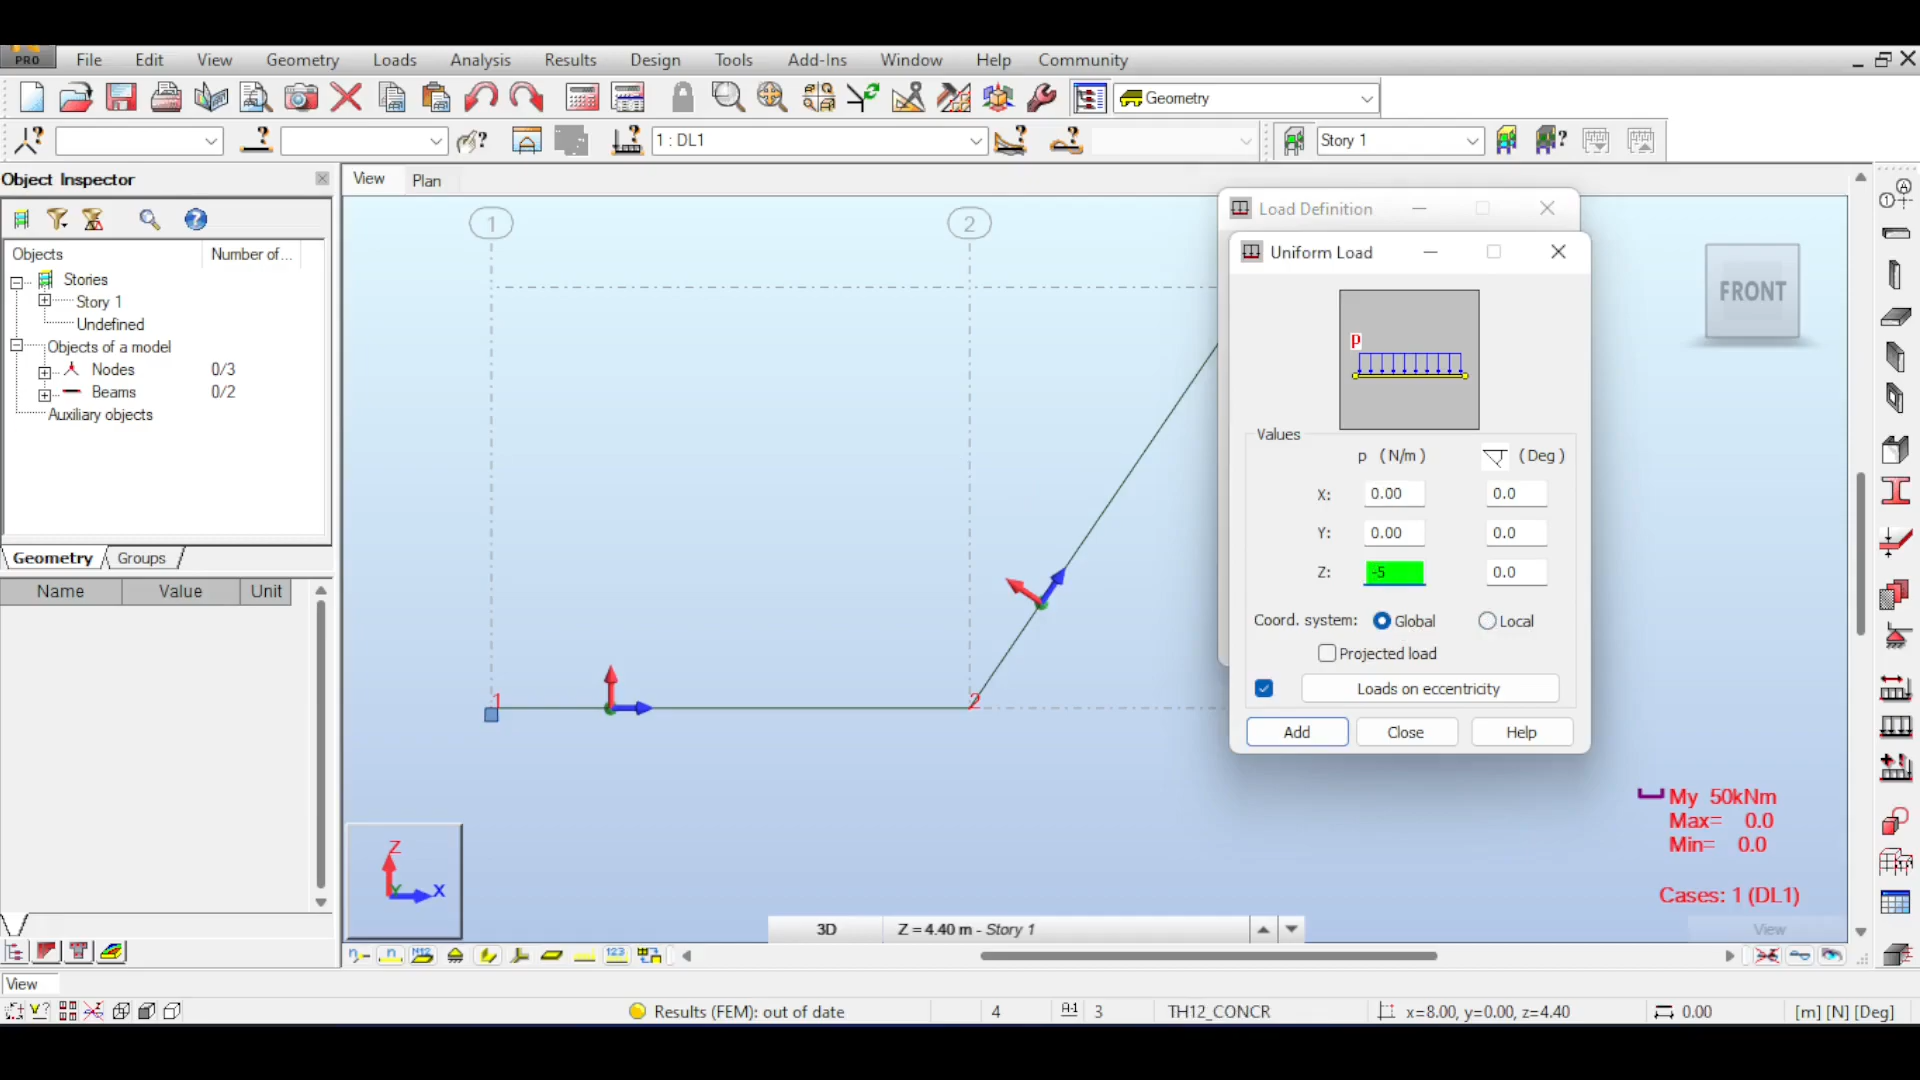 PRO File Edit View Geometry Loads Analysis Results Design Tools Add-Ins Window Help Community
Geometry
1 : DL1
Story 1
Object Inspector
Objects Number of...
Stories
Story 1
Undefined
Objects of a model
Nodes 0/3
Beams 0/2
Auxiliary objects
Geometry Groups
Name Value Unit
View Plan
1 2
1 2
Z
Y X
3D Z = 4.40 m - Story 1
Load Definition
Uniform Load
p
Values
p (N/m) (Deg)
X: 0.00 0.0
Y: 0.00 0.0
Z: -5 0.0
Coord. system: Global Local
Projected load
Loads on eccentricity
Add Close Help
FRONT
My 50kNm
Max= 0.0
Min= 0.0
Cases: 1 (DL1)
View
View
Results (FEM): out of date 4 3 TH12_CONCR x=8.00, y=0.00, z=4.40 0.00 [m] [N] [Deg]